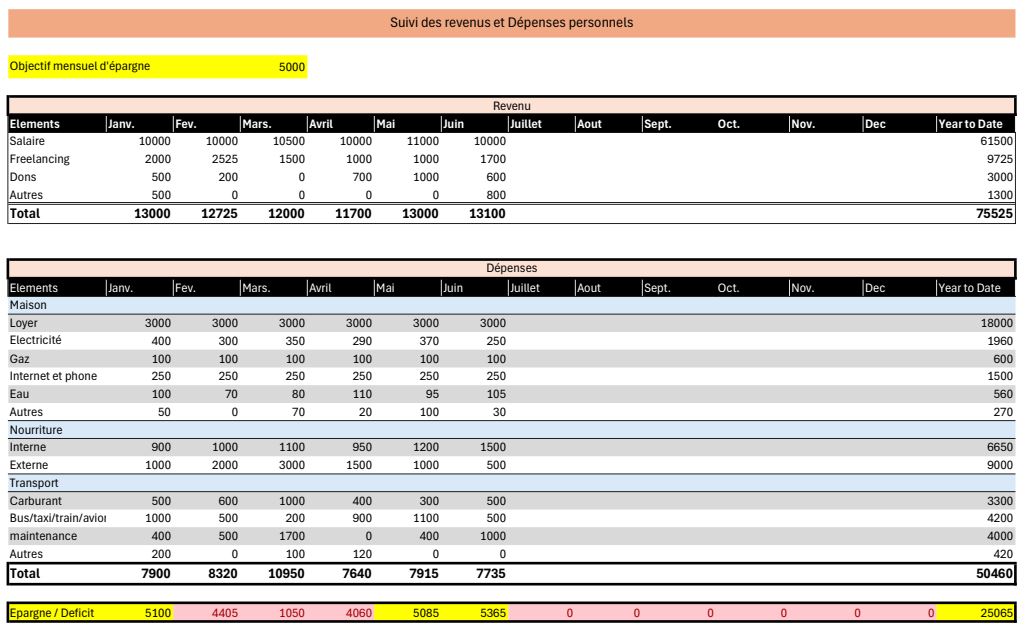 Suivi des revenus et Dépenses personnels
Objectif mensuel d'épargne 5000
Revenu
Elements Janv. Fev. Mars. Avril Mai Juin Juillet Aout Sept. Oct. Nov. Dec Year to Date
Salaire 10000 10000 10500 10000 11000 10000 61500
Freelancing 2000 2525 1500 1000 1000 1700 9725
Dons 500 200 0 700 1000 600 3000
Autres 500 0 0 0 0 800 1300
Total 13000 12725 12000 11700 13000 13100 75525
Dépenses
Elements Janv. Fev. Mars. Avril Mai Juin Juillet Aout Sept. Oct. Nov. Dec Year to Date
Maison
Loyer 3000 3000 3000 3000 3000 3000 18000
Electricité 400 300 350 290 370 250 1960
Gaz 100 100 100 100 100 100 600
Internet et phone 250 250 250 250 250 250 1500
Eau 100 70 80 110 95 105 560
Autres 50 0 70 20 100 30 270
Nourriture
Interne 900 1000 1100 950 1200 1500 6650
Externe 1000 2000 3000 1500 1000 500 9000
Transport
Carburant 500 600 1000 400 300 500 3300
Bus/taxi/train/avion 1000 500 200 900 1100 500 4200
maintenance 400 500 1700 0 400 1000 4000
Autres 200 0 100 120 0 0 420
Total 7900 8320 10950 7640 7915 7735 50460
Epargne / Deficit 5100 4405 1050 4060 5085 5365 0 0 0 0 0 0 25065